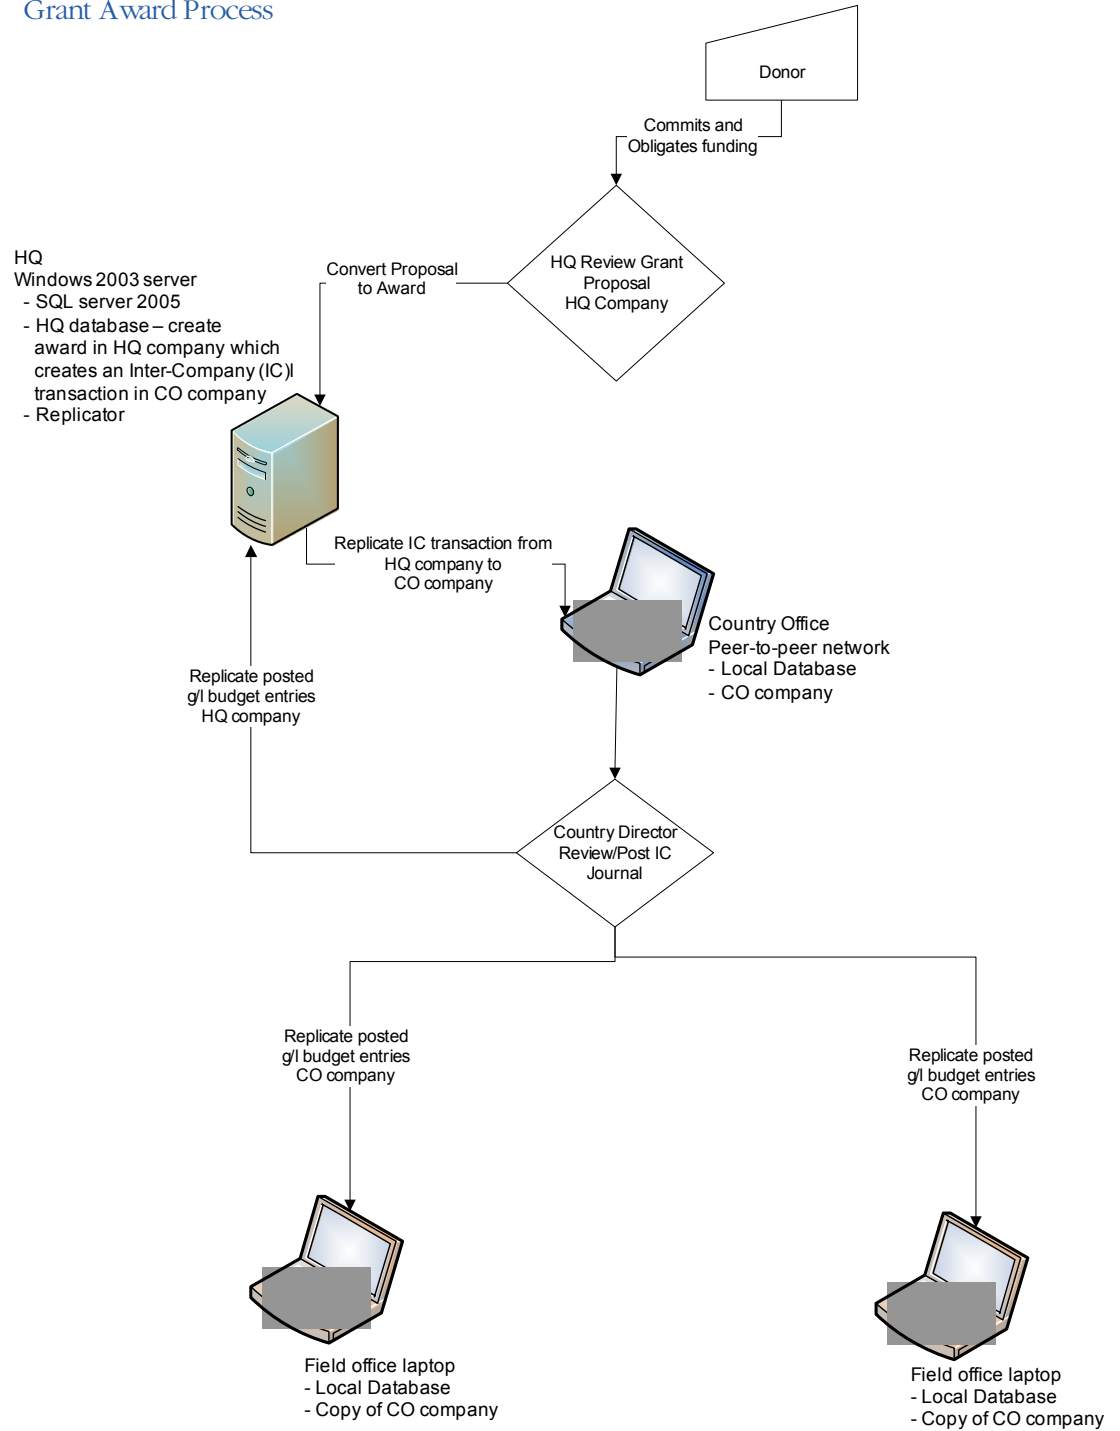 Grant Award Process
Donor
Commits and
Obligates funding
HQ Review Grant
Proposal
HQ Company
Convert Proposal
to Award
HQ
Windows 2003 server
- SQL server 2005
- HQ database – create
award in HQ company which
creates an Inter-Company (IC)l
transaction in CO company
- Replicator
Replicate IC transaction from
HQ company to
CO company
Country Office
Peer-to-peer network
- Local Database
- CO company
Replicate posted
g/l budget entries
HQ company
Country Director
Review/Post IC
Journal
Replicate posted
g/l budget entries
CO company
Replicate posted
g/l budget entries
CO company
Field office laptop
- Local Database
- Copy of CO company
Field office laptop
- Local Database
- Copy of CO company